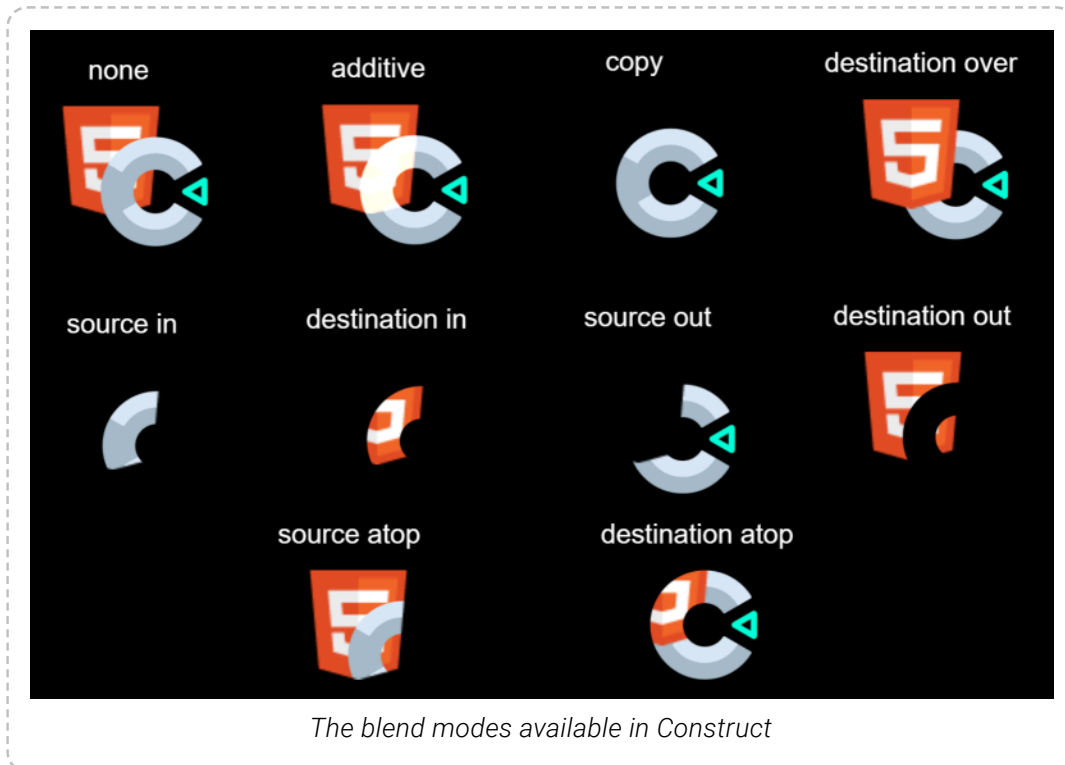 none
additive
copy
destination over
source in
destination in
source out
destination out
source atop
destination atop
The blend modes available in Construct